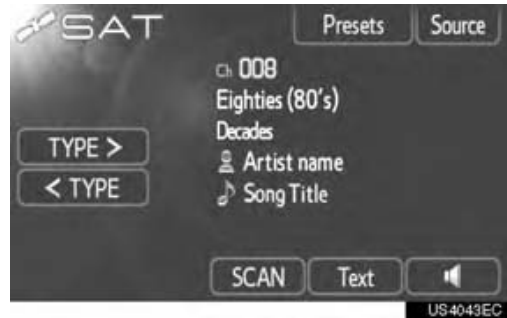 SAT
Presets
Source
Ch 008
Eighties (80's)
Decades
TYPE >
Artist name
< TYPE
Song Title
SCAN
Text
US4043EC